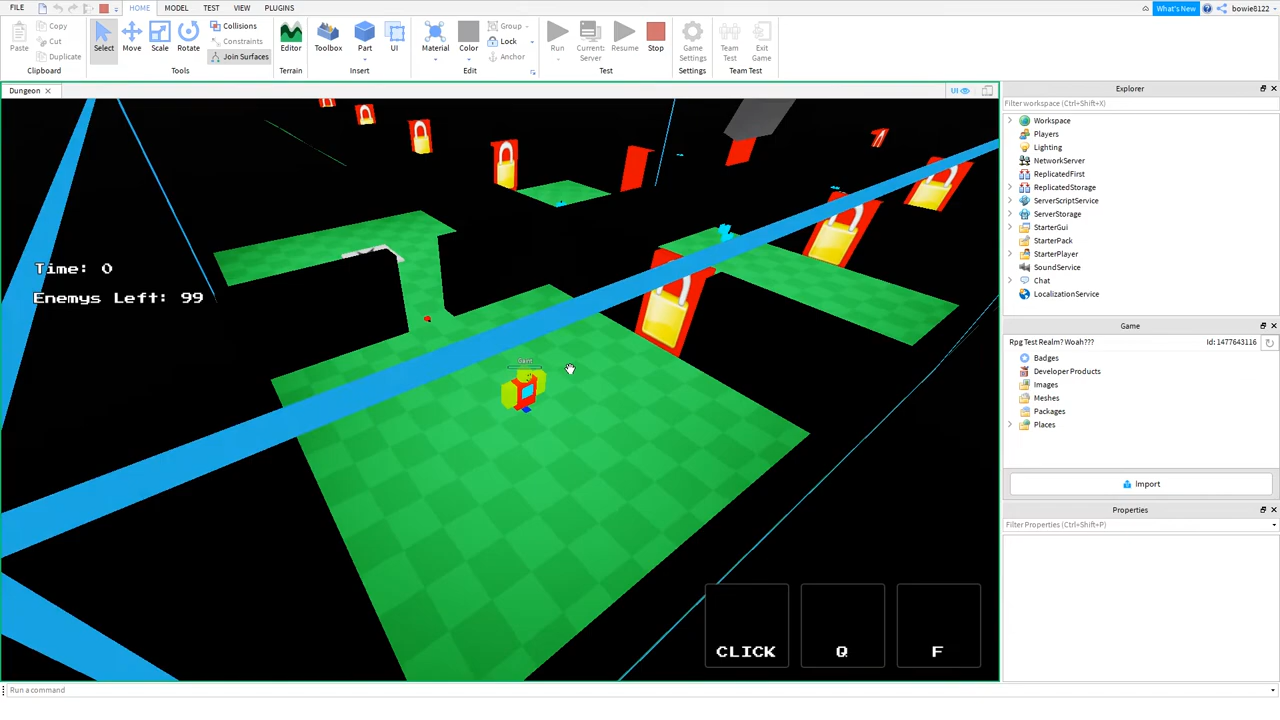 FILE HOME MODEL TEST VIEW PLUGINS What's New bowie8122
Paste Copy Cut Duplicate Select Move Scale Rotate Collisions Constraints Join Surfaces Editor Toolbox Part UI Material Color Group Lock Anchor Run Current: Server Resume Stop Game Settings Team Test Exit Game
Clipboard Tools Terrain Insert Edit Test Settings Team Test
Dungeon UI
Time: 0
Enemys Left: 99
CLICK Q F
Explorer
Filter workspace (Ctrl+Shift+X)
Workspace
Players
Lighting
NetworkServer
ReplicatedFirst
ReplicatedStorage
ServerScriptService
ServerStorage
StarterGui
StarterPack
StarterPlayer
SoundService
Chat
LocalizationService
Game
Rpg Test Realm? Woah??? Id: 1477643116
Badges
Developer Products
Images
Meshes
Packages
Places
Import
Properties
Filter Properties (Ctrl+Shift+P)
Run a command